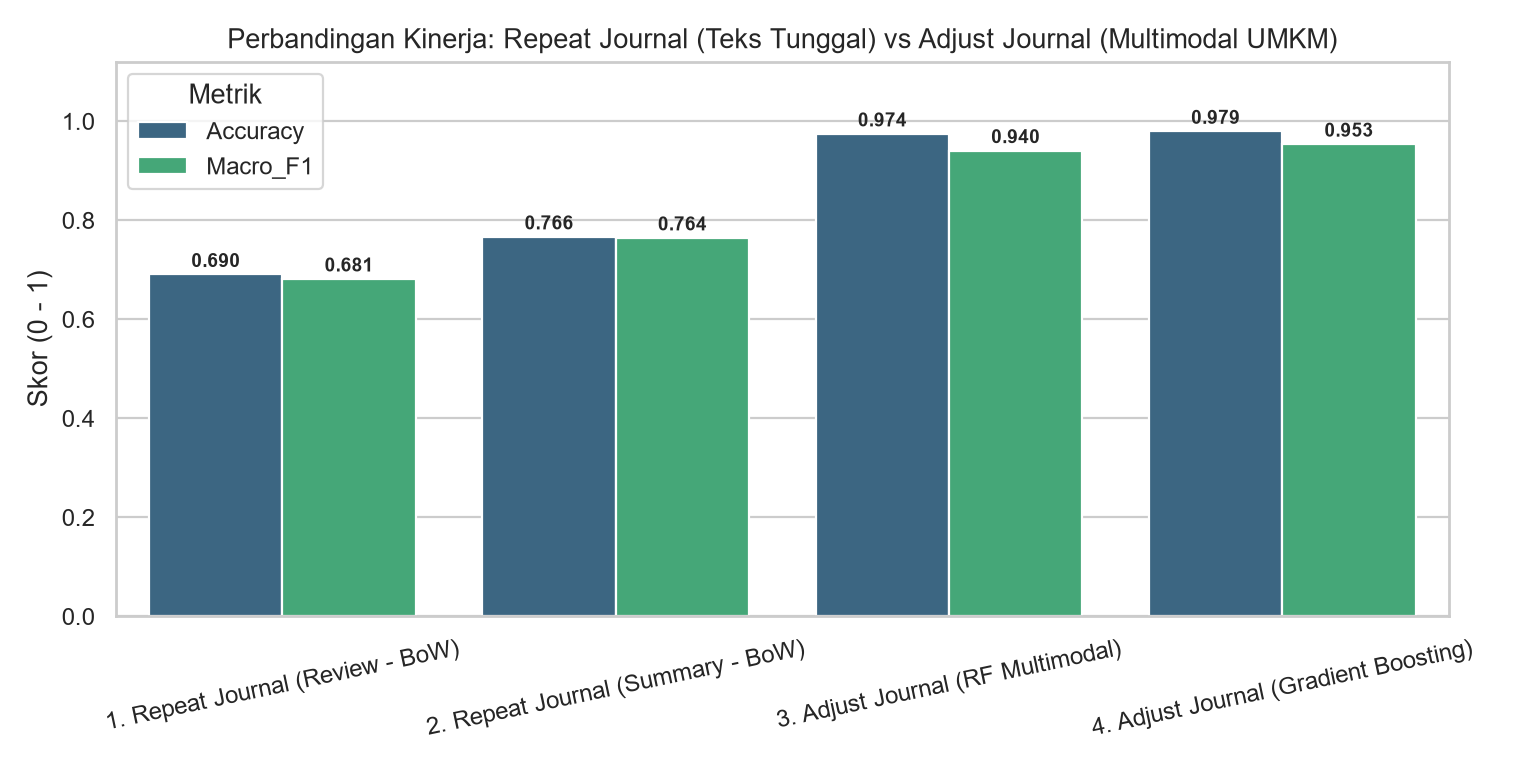 Perbandingan Kinerja: Repeat Journal (Teks Tunggal) vs Adjust Journal (Multimodal UMKM)
Metrik
Accuracy
Macro_F1
Skor (0 - 1)
1.0
0.8
0.6
0.4
0.2
0.0
0.690
0.681
0.766
0.764
0.974
0.940
0.979
0.953
1. Repeat Journal (Review - BoW)
2. Repeat Journal (Summary - BoW)
3. Adjust Journal (RF Multimodal)
4. Adjust Journal (Gradient Boosting)